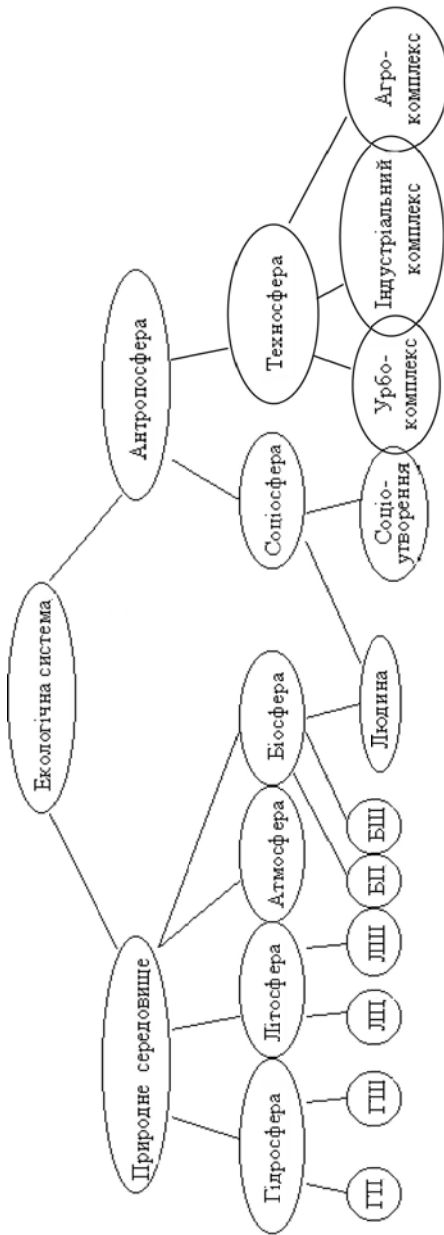 Екологічна система
Природне середовище
Антропосфера
Гідросфера
Літосфера
Атмосфера
Біосфера
Соціосфера
Техносфера
ГП
ГШ
ЛП
ЛШ
БП
БШ
Людина
Соціо-
утворення
Урбо-
комплекс
Індустріальний
комплекс
Агро-
комплекс